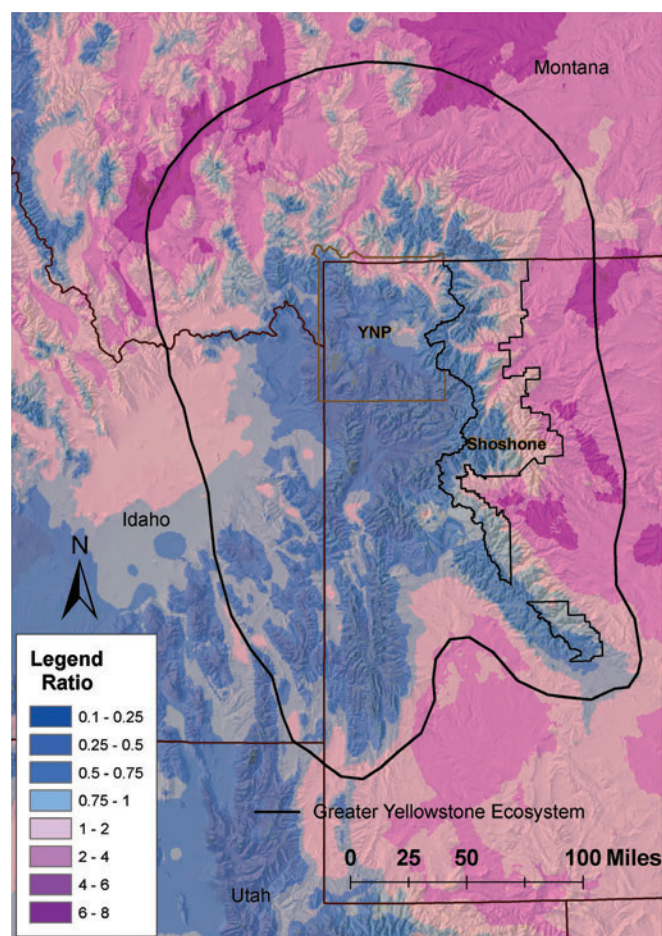 Montana
YNP
Shoshone
Idaho
N
Legend
Ratio
0.1 - 0.25
0.25 - 0.5
0.5 - 0.75
0.75 - 1
1 - 2
2 - 4
4 - 6
6 - 8
Greater Yellowstone Ecosystem
0 25 50 100 Miles
Utah